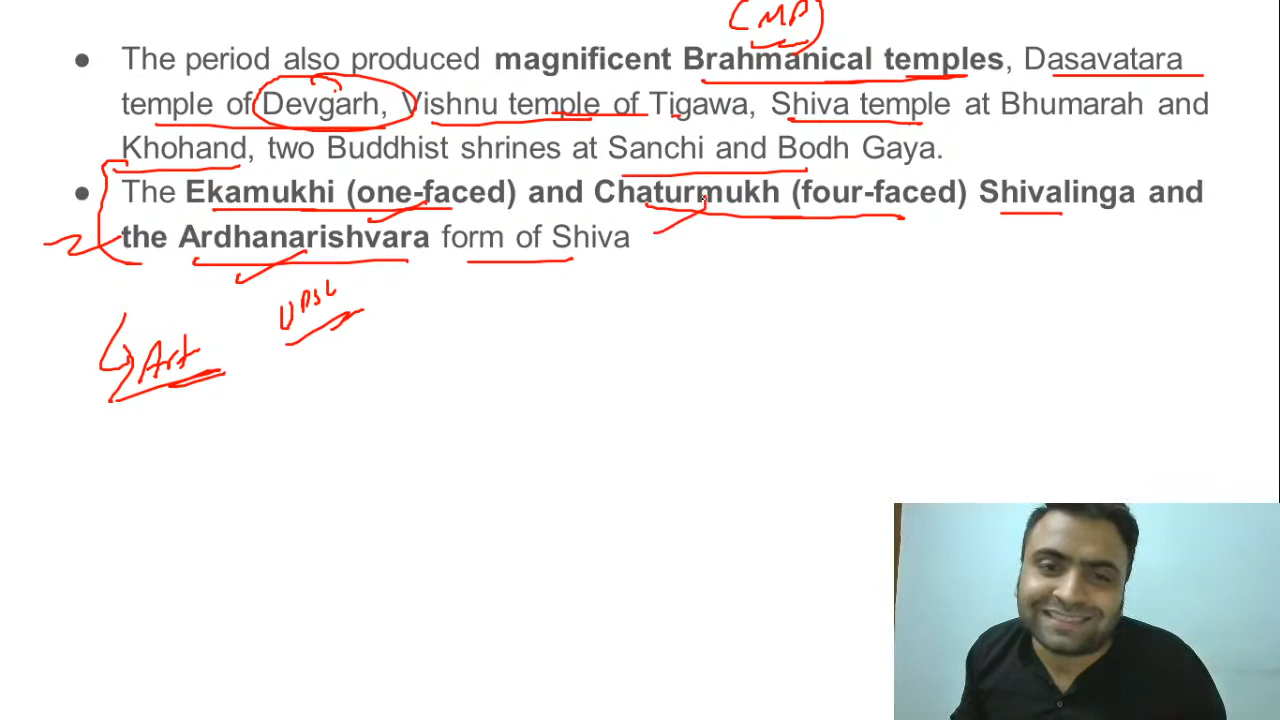 (MP)
● The period also produced magnificent Brahmanical temples, Dasavatara
temple of Devgarh, Vishnu temple of Tigawa, Shiva temple at Bhumarah and
Khohand, two Buddhist shrines at Sanchi and Bodh Gaya.
● The Ekamukhi (one-faced) and Chaturmukh (four-faced) Shivalinga and
the Ardhanarishvara form of Shiva
UPSC
Art